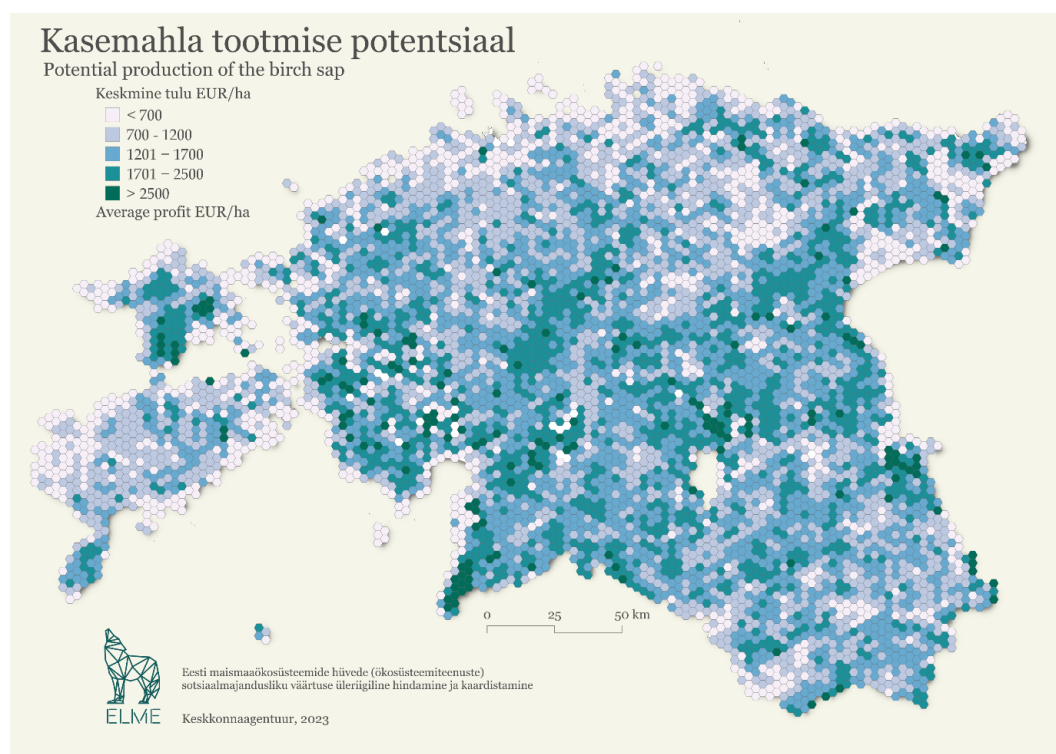 Kasemahla tootmise potentsiaal
Potential production of the birch sap
Keskmine tulu EUR/ha
< 700
700 - 1200
1201 – 1700
1701 – 2500
> 2500
Average profit EUR/ha
0 25 50 km
Eesti maismaaökosüsteemide hüvede (ökosüsteemiteenuste)
sotsiaalmajandusliku väärtuse üleriigiline hindamine ja kaardistamine
ELME
Keskkonnaagentuur, 2023